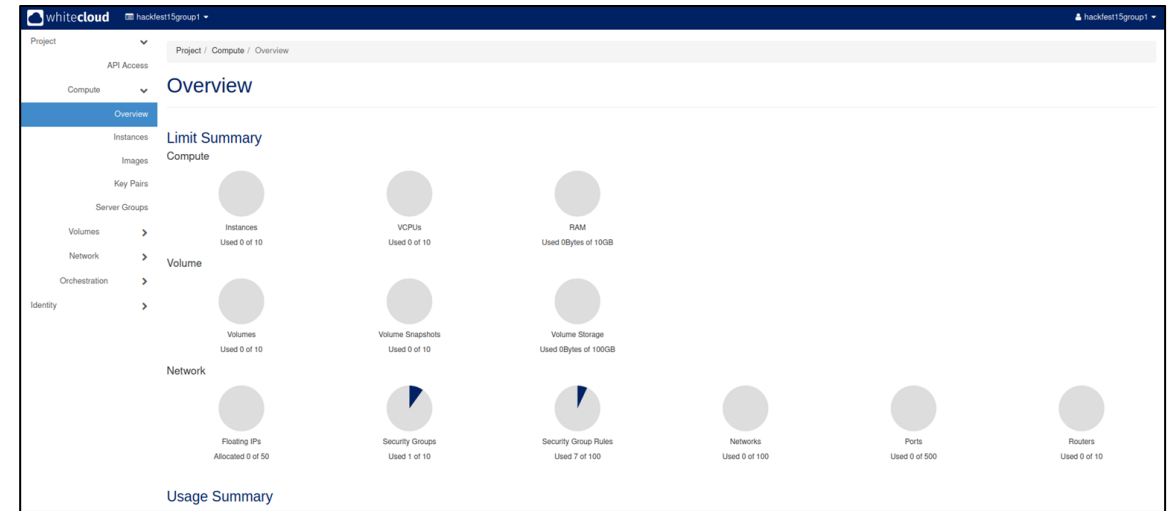 whitecloud hackfest15group1 hackfest15group1
Project
API Access
Compute
Overview
Instances
Images
Key Pairs
Server Groups
Volumes
Network
Orchestration
Identity
Project / Compute / Overview
Overview
Limit Summary
Compute
Instances VCPUs RAM
Used 0 of 10 Used 0 of 10 Used 0Bytes of 10GB
Volume
Volumes Volume Snapshots Volume Storage
Used 0 of 10 Used 0 of 10 Used 0Bytes of 100GB
Network
Floating IPs Security Groups Security Group Rules Networks Ports Routers
Allocated 0 of 50 Used 1 of 10 Used 7 of 100 Used 0 of 100 Used 0 of 500 Used 0 of 10
Usage Summary